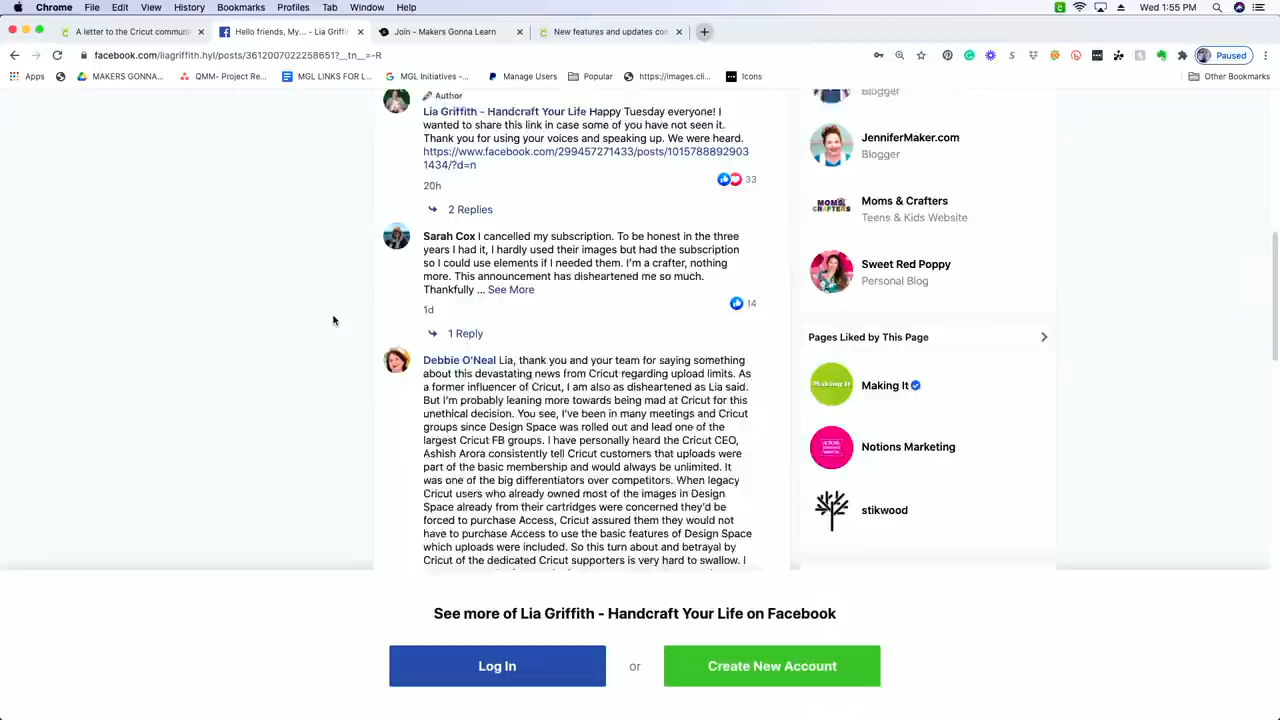 Chrome File Edit View History Bookmarks Profiles Tab Window Help Wed 1:55 PM
A letter to the Cricut communi × Hello friends, My... - Lia Griff × Join - Makers Gonna Learn × New features and updates con × +
facebook.com/liagriffith.hyl/posts/3612007022258651?__tn__=-R Paused
Apps MAKERS GONNA... QMM- Project Re... MGL LINKS FOR L... MGL Initiatives -... Manage Users Popular https://images.cli... Icons Other Bookmarks
Author
Lia Griffith - Handcraft Your Life Happy Tuesday everyone! I
wanted to share this link in case some of you have not seen it.
Thank you for using your voices and speaking up. We were heard.
https://www.facebook.com/299457271433/posts/1015788892903
1434/?d=n
33
20h
2 Replies
Sarah Cox I cancelled my subscription. To be honest in the three
years I had it, I hardly used their images but had the subscription
so I could use elements if I needed them. I'm a crafter, nothing
more. This announcement has disheartened me so much.
Thankfully ... See More
14
1d
1 Reply
Debbie O'Neal Lia, thank you and your team for saying something
about this devastating news from Cricut regarding upload limits. As
a former influencer of Cricut, I am also as disheartened as Lia said.
But I'm probably leaning more towards being mad at Cricut for this
unethical decision. You see, I've been in many meetings and Cricut
groups since Design Space was rolled out and lead one of the
largest Cricut FB groups. I have personally heard the Cricut CEO,
Ashish Arora consistently tell Cricut customers that uploads were
part of the basic membership and would always be unlimited. It
was one of the big differentiators over competitors. When legacy
Cricut users who already owned most of the images in Design
Space already from their cartridges were concerned they'd be
forced to purchase Access, Cricut assured them they would not
have to purchase Access to use the basic features of Design Space
which uploads were included. So this turn about and betrayal by
Cricut of the dedicated Cricut supporters is very hard to swallow. I
Blogger
JenniferMaker.com
Blogger
MOMS & CRAFTERS
Moms & Crafters
Teens & Kids Website
Sweet Red Poppy
Personal Blog
Pages Liked by This Page
Making It
Making It
NOTIONS MARKETING
Notions Marketing
stikwood
See more of Lia Griffith - Handcraft Your Life on Facebook
Log In or Create New Account